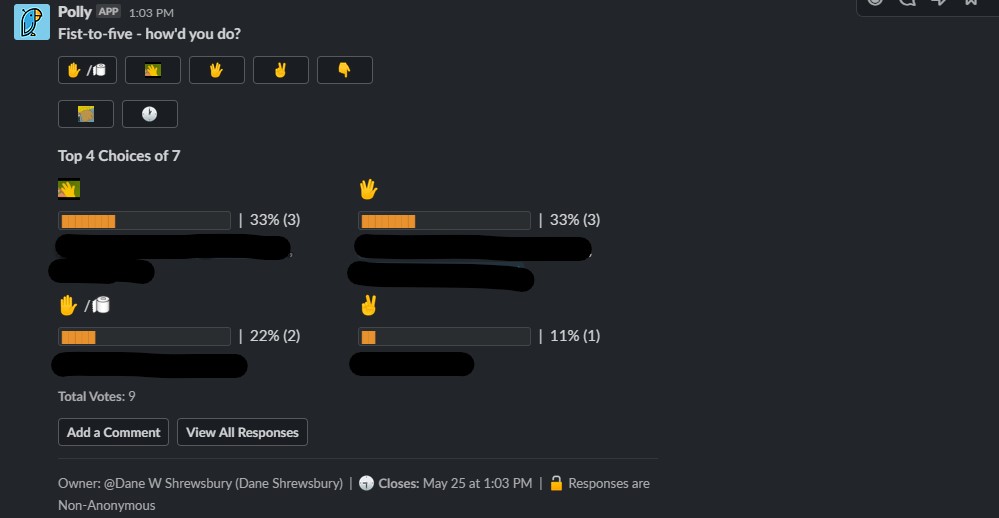 Polly APP 1:03 PM
Fist-to-five - how'd you do?
/
Top 4 Choices of 7
| 33% (3) | 33% (3)
/
| 22% (2) | 11% (1)
Total Votes: 9
Add a Comment View All Responses
Owner: @Dane W Shrewsbury (Dane Shrewsbury) | Closes: May 25 at 1:03 PM | Responses are
Non-Anonymous